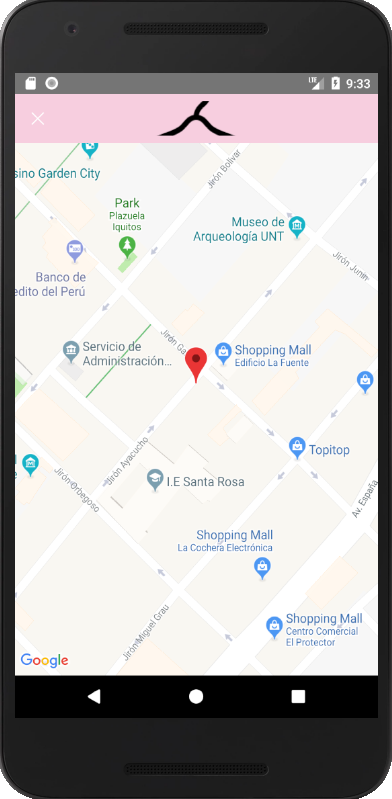 LTE
9:33
sino Garden City
Jirón Bolívar
Park
Plazuela
Iquitos
Museo de
Arqueología UNT
Jirón Junín
Banco de
edito del Perú
Jirón Ga
Servicio de
Administración...
Shopping Mall
Edificio La Fuente
Jirón Ayacucho
Topitop
Jirón Orbegoso
I.E Santa Rosa
Av. España
Shopping Mall
La Cochera Electrónica
Jirón Miguel Grau
Shopping Mall
Centro Comercial
El Protector
Google